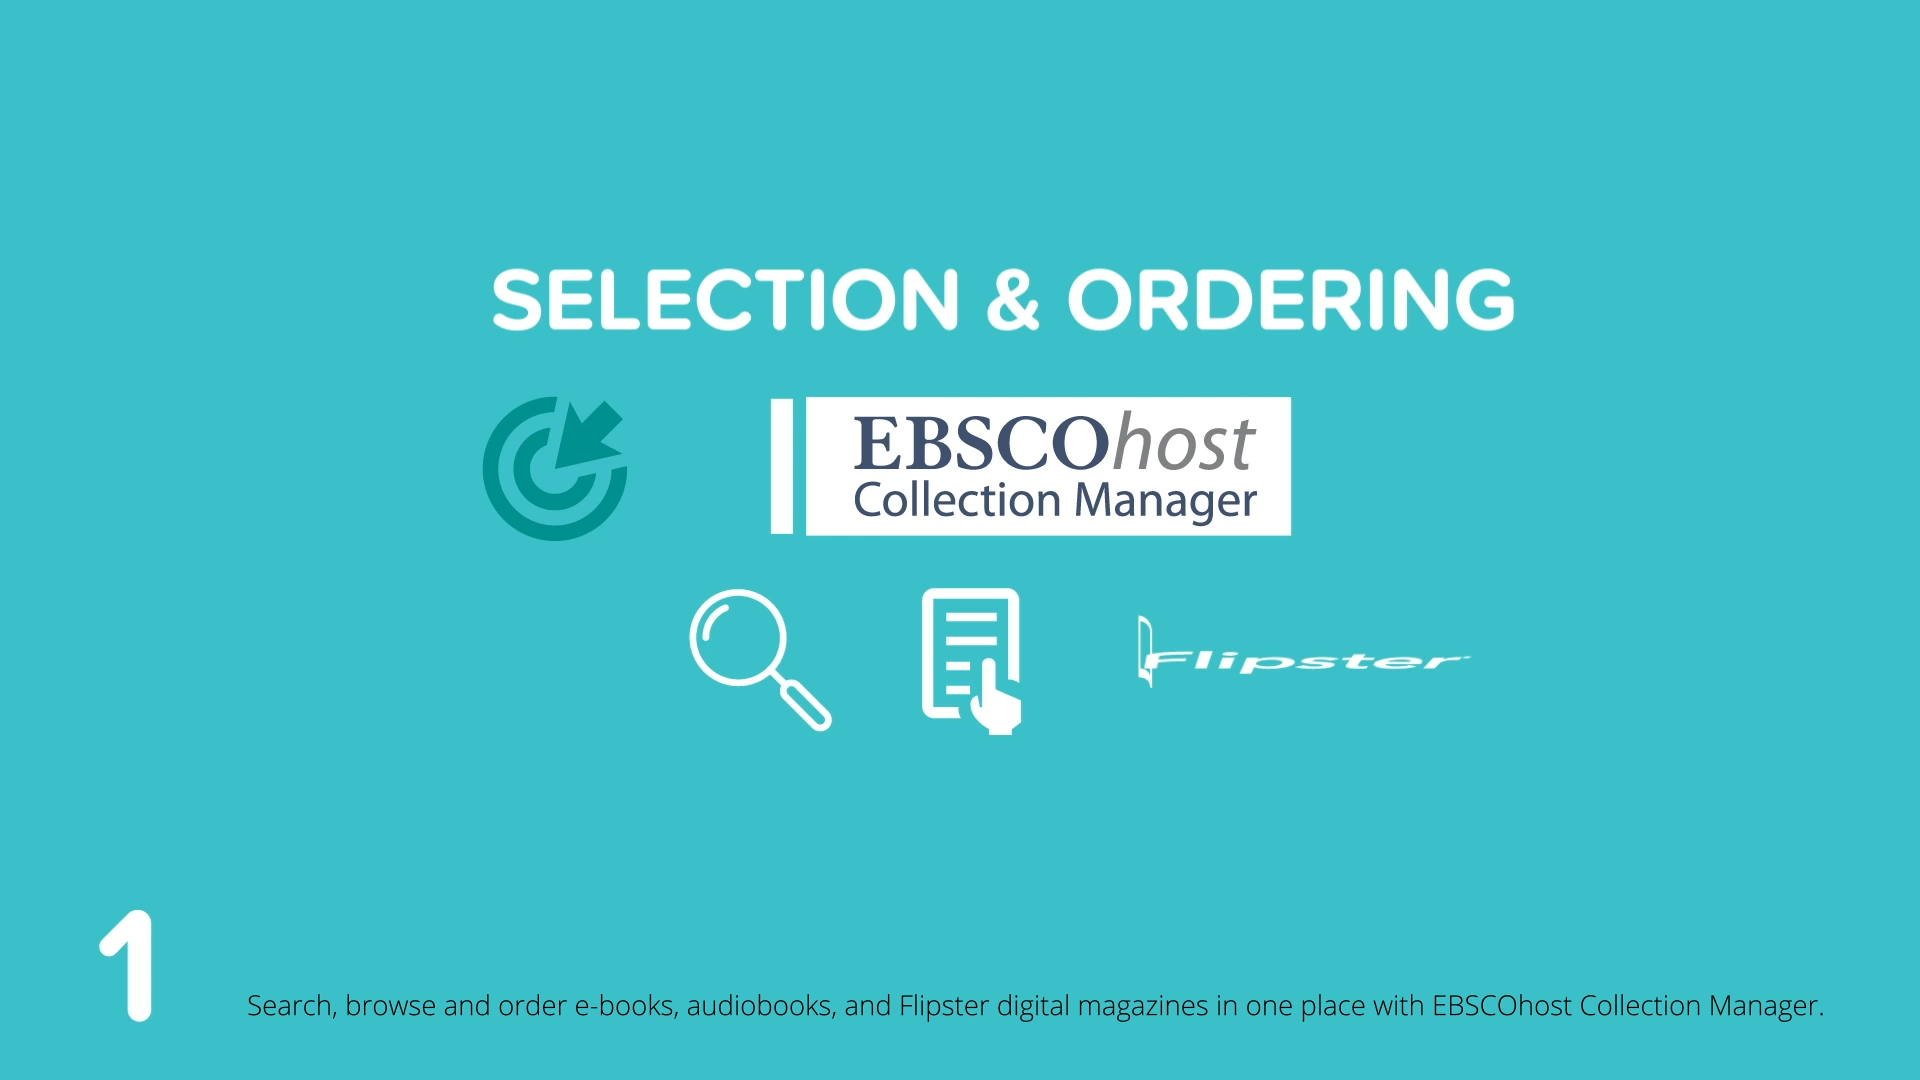 SELECTION & ORDERING
EBSCOhost
Collection Manager
Flipster
1
Search, browse and order e-books, audiobooks, and Flipster digital magazines in one place with EBSCOhost Collection Manager.